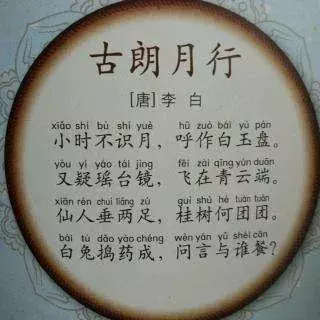 古朗月行
[唐] 李 白
xiǎo shí bù shí yuè hū zuò bái yù pán
小时不识月，呼作白玉盘。
yòu yí yáo tái jìng fēi zài qīng yún duān
又疑瑶台镜，飞在青云端。
xiān rén chuí liǎng zú guì shù hé tuán tuán
仙人垂两足，桂树何团团。
bái tù dǎo yào chéng wèn yán yǔ shéi cān
白兔捣药成，问言与谁餐？